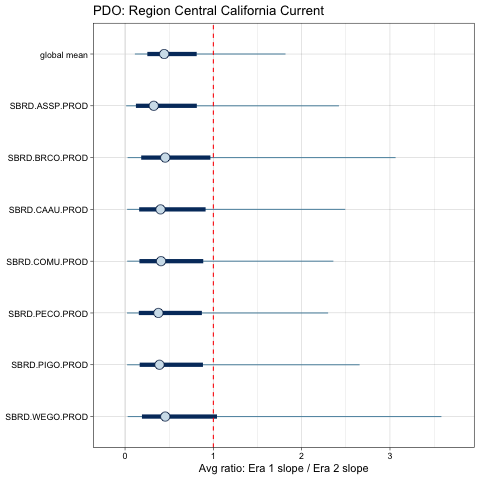 PDO: Region Central California Current
global mean
SBRD.ASSP.PROD
SBRD.BRCO.PROD
SBRD.CAAU.PROD
SBRD.COMU.PROD
SBRD.PECO.PROD
SBRD.PIGO.PROD
SBRD.WEGO.PROD
0 1 2 3
Avg ratio: Era 1 slope / Era 2 slope